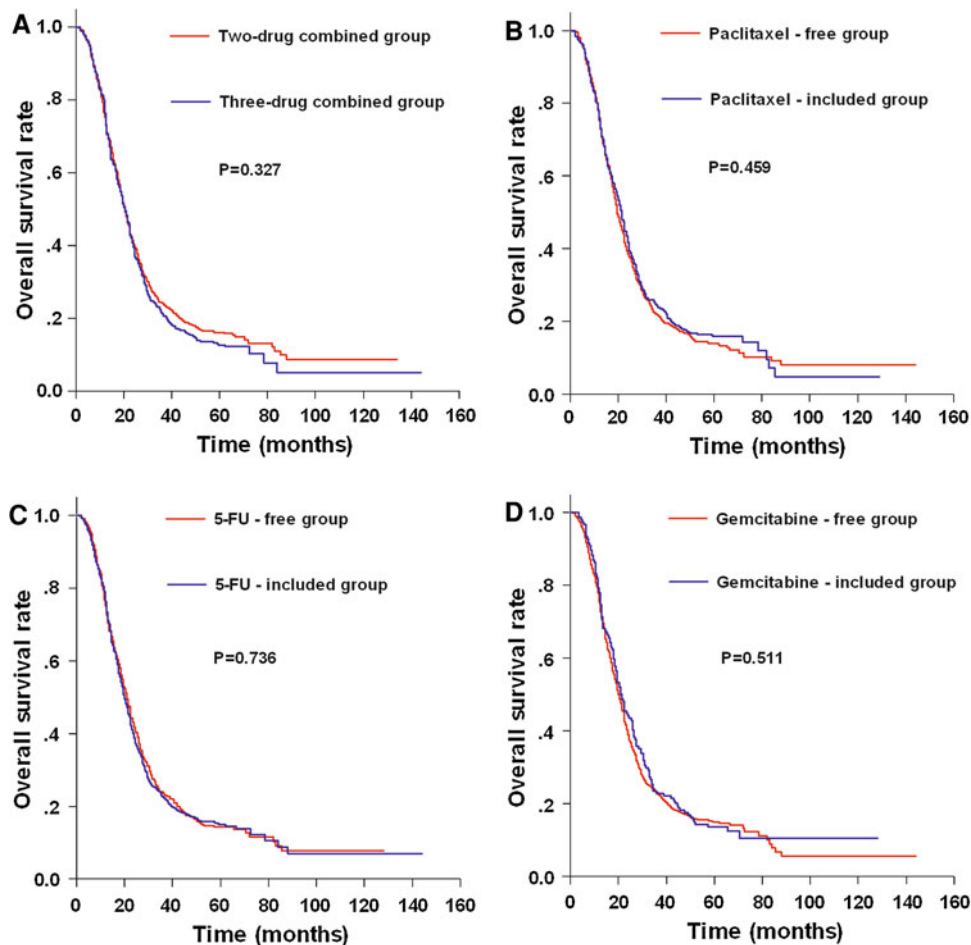 A
Two-drug combined group
Three-drug combined group
P=0.327
Overall survival rate
1.0
.8
.6
.4
.2
0.0
0 20 40 60 80 100 120 140 160
Time (months)
B
Paclitaxel - free group
Paclitaxel - included group
P=0.459
Overall survival rate
1.0
.8
.6
.4
.2
0.0
0 20 40 60 80 100 120 140 160
Time (months)
C
5-FU - free group
5-FU - included group
P=0.736
Overall survival rate
1.0
.8
.6
.4
.2
0.0
0 20 40 60 80 100 120 140 160
Time (months)
D
Gemcitabine - free group
Gemcitabine - included group
P=0.511
Overall survival rate
1.0
.8
.6
.4
.2
0.0
0 20 40 60 80 100 120 140 160
Time (months)